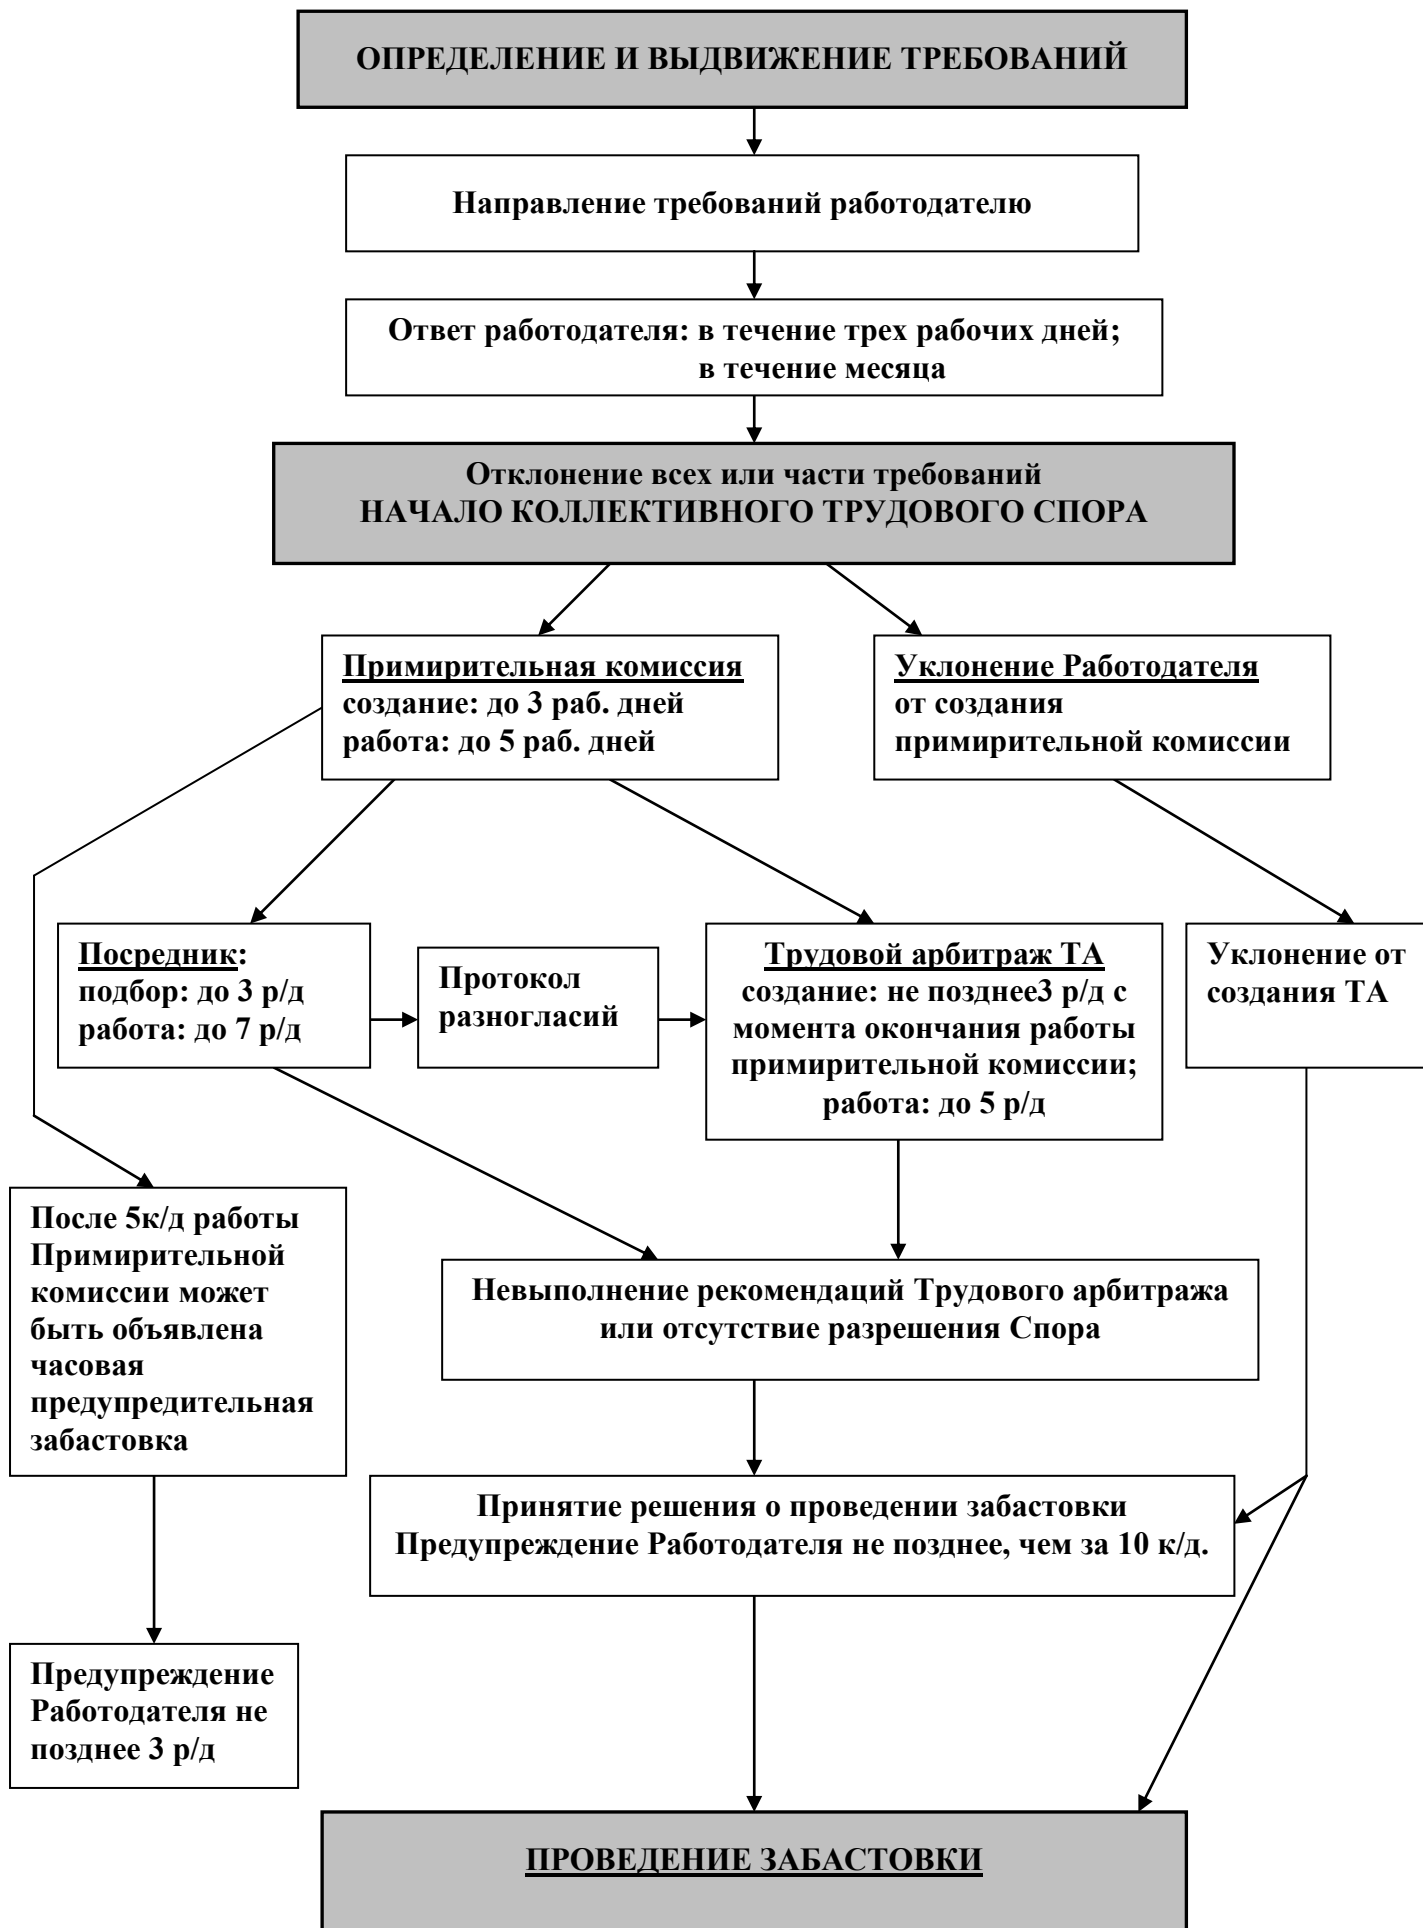 ОПРЕДЕЛЕНИЕ И ВЫДВИЖЕНИЕ ТРЕБОВАНИЙ
Направление требований работодателю
Ответ работодателя: в течение трех рабочих дней;
в течение месяца
Отклонение всех или части требований
НАЧАЛО КОЛЛЕКТИВНОГО ТРУДОВОГО СПОРА
Примирительная комиссия
создание: до 3 раб. дней
работа: до 5 раб. дней
Уклонение Работодателя
от создания
примирительной комиссии
Посредник:
подбор: до 3 р/д
работа: до 7 р/д
Протокол
разногласий
Трудовой арбитраж ТА
создание: не позднее3 р/д с
момента окончания работы
примирительной комиссии;
работа: до 5 р/д
Уклонение от
создания ТА
После 5к/д работы
Примирительной
комиссии может
быть объявлена
часовая
предупредительная
забастовка
Невыполнение рекомендаций Трудового арбитража
или отсутствие разрешения Спора
Принятие решения о проведении забастовки
Предупреждение Работодателя не позднее, чем за 10 к/д.
Предупреждение
Работодателя не
позднее 3 р/д
ПРОВЕДЕНИЕ ЗАБАСТОВКИ